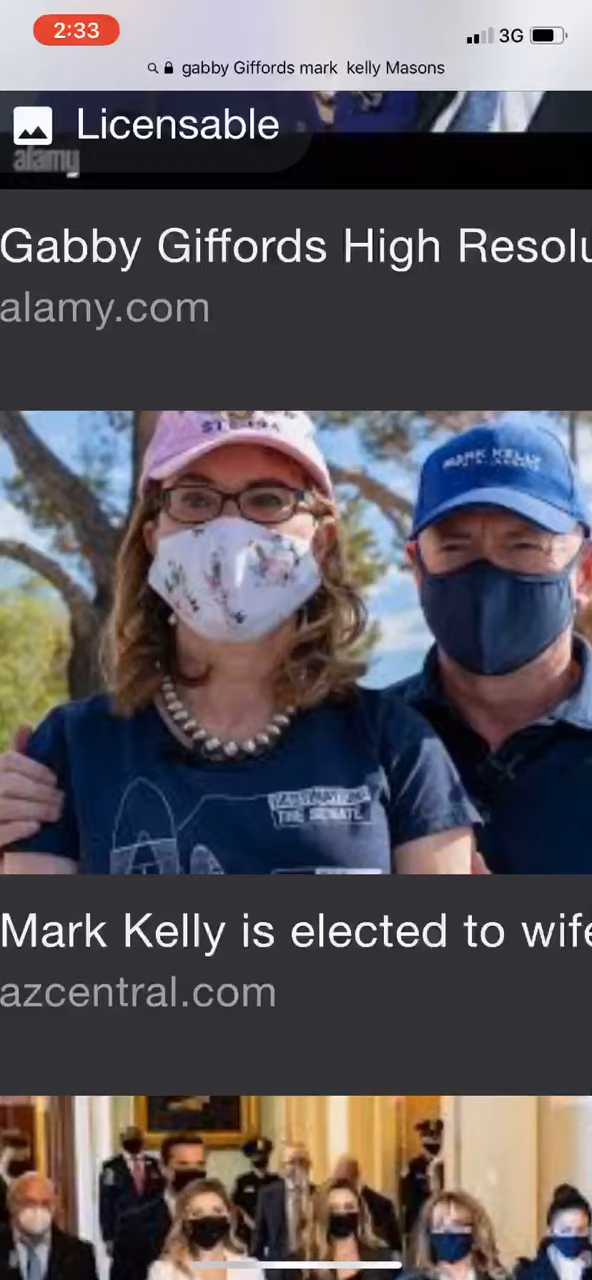 2:33
3G
gabby Giffords mark kelly Masons
Licensable
alamy
Gabby Giffords High Resolu
alamy.com
MARK KELLY
THE SENATE
Mark Kelly is elected to wife
azcentral.com